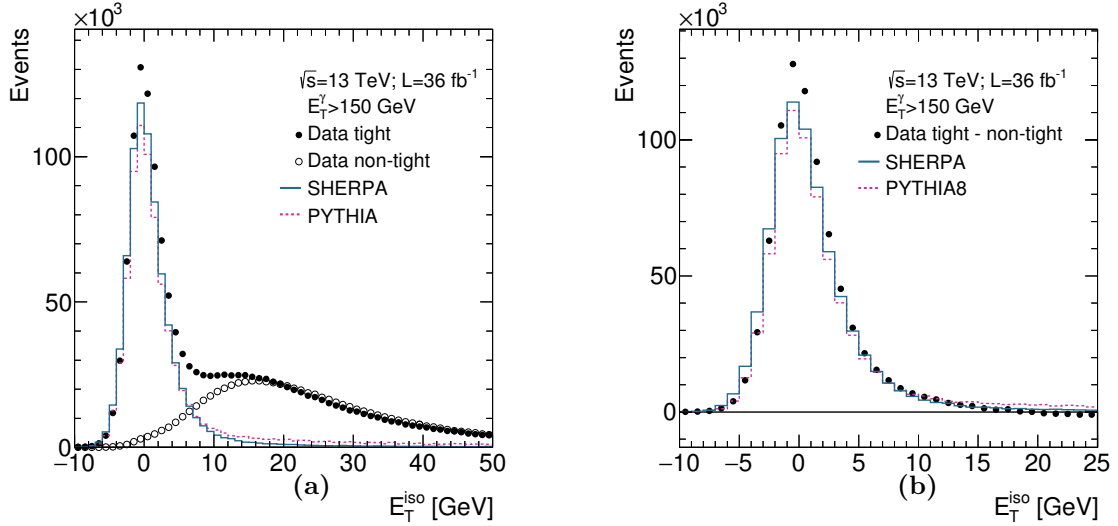 ×10³
Events
√s=13 TeV; L=36 fb⁻¹
E_T^γ>150 GeV
Data tight
Data non-tight
SHERPA
PYTHIA
100
50
0
−10 0 10 20 30 40 50
(a)
E_T^iso [GeV]
×10³
Events
√s=13 TeV; L=36 fb⁻¹
E_T^γ>150 GeV
Data tight - non-tight
SHERPA
PYTHIA8
100
50
0
−10 −5 0 5 10 15 20 25
(b)
E_T^iso [GeV]